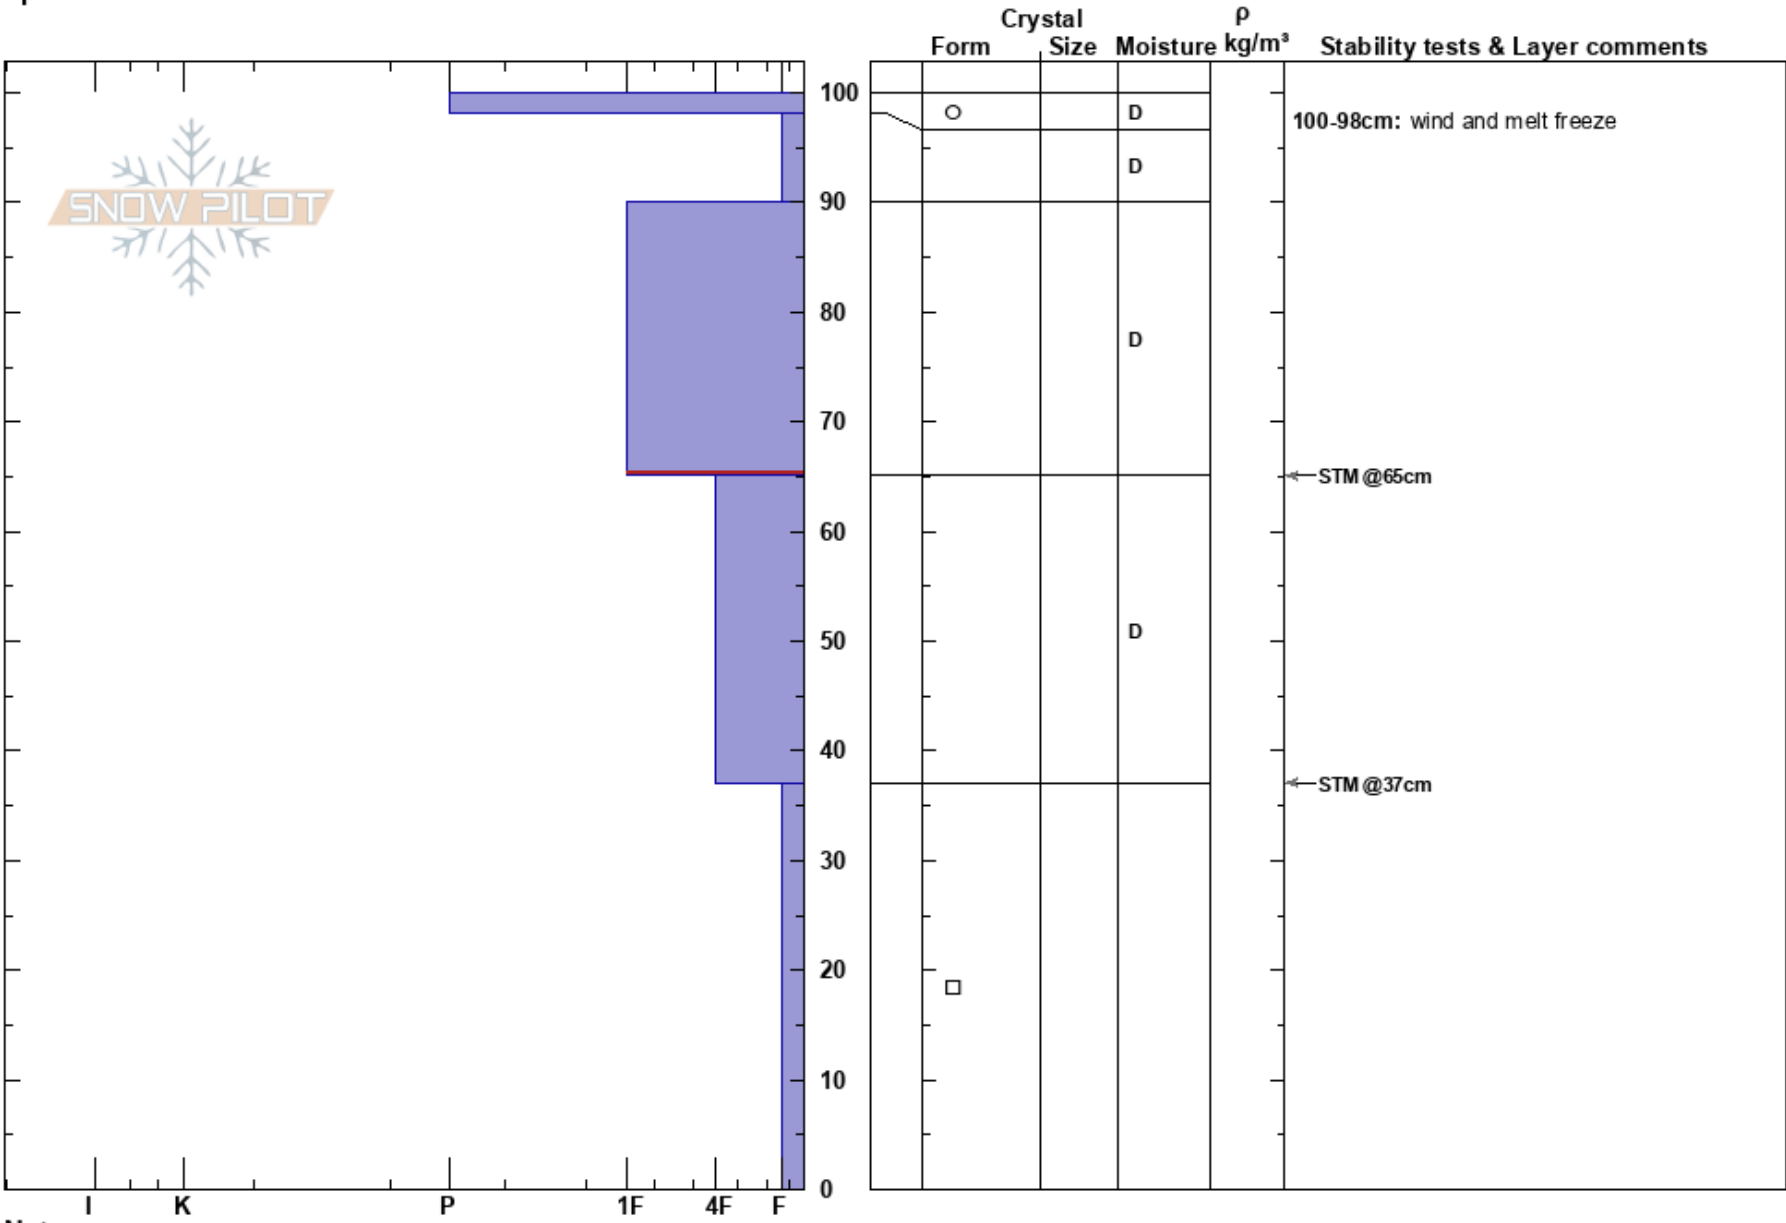 Crystal
ρ
Form Size Moisture kg/m³ Stability tests & Layer comments
SNOW PILOT
100
D
100-98cm: wind and melt freeze
D
90
80
D
70
STM@65cm
60
D
50
40
STM@37cm
30
20
10
0
I K P 1F 4F F